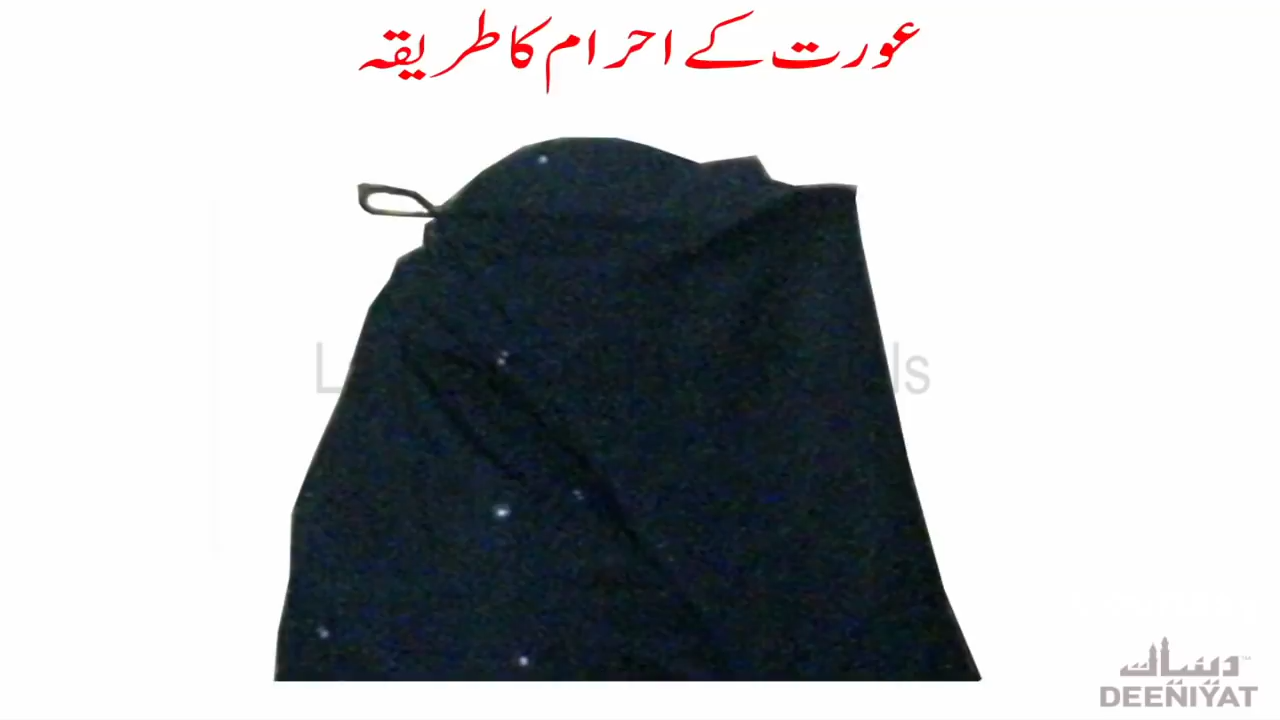 عورت کے احرام کا طریقہ
دینیات
DEENIYAT